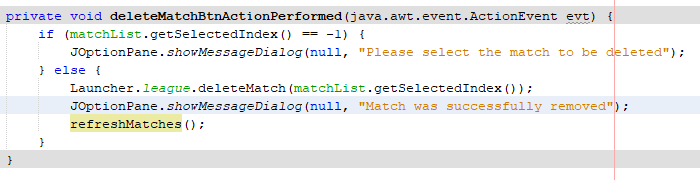 private void deleteMatchBtnActionPerformed(java.awt.event.ActionEvent evt) {
    if (matchList.getSelectedIndex() == -1) {
        JOptionPane.showMessageDialog(null, "Please select the match to be deleted");
    } else {
        Launcher.league.deleteMatch(matchList.getSelectedIndex());
        JOptionPane.showMessageDialog(null, "Match was successfully removed");
        refreshMatches();
    }
}